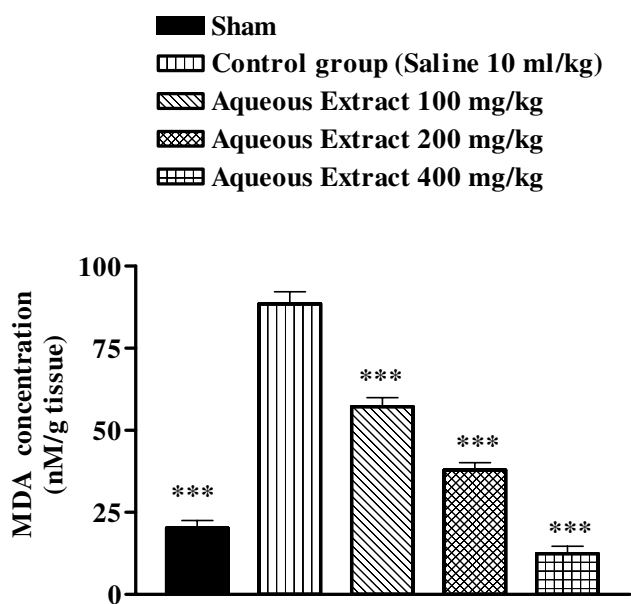 Sham
Control group (Saline 10 ml/kg)
Aqueous Extract 100 mg/kg
Aqueous Extract 200 mg/kg
Aqueous Extract 400 mg/kg
MDA concentration
(nM/g tissue)
100
75
50
25
0
***
***
***
***